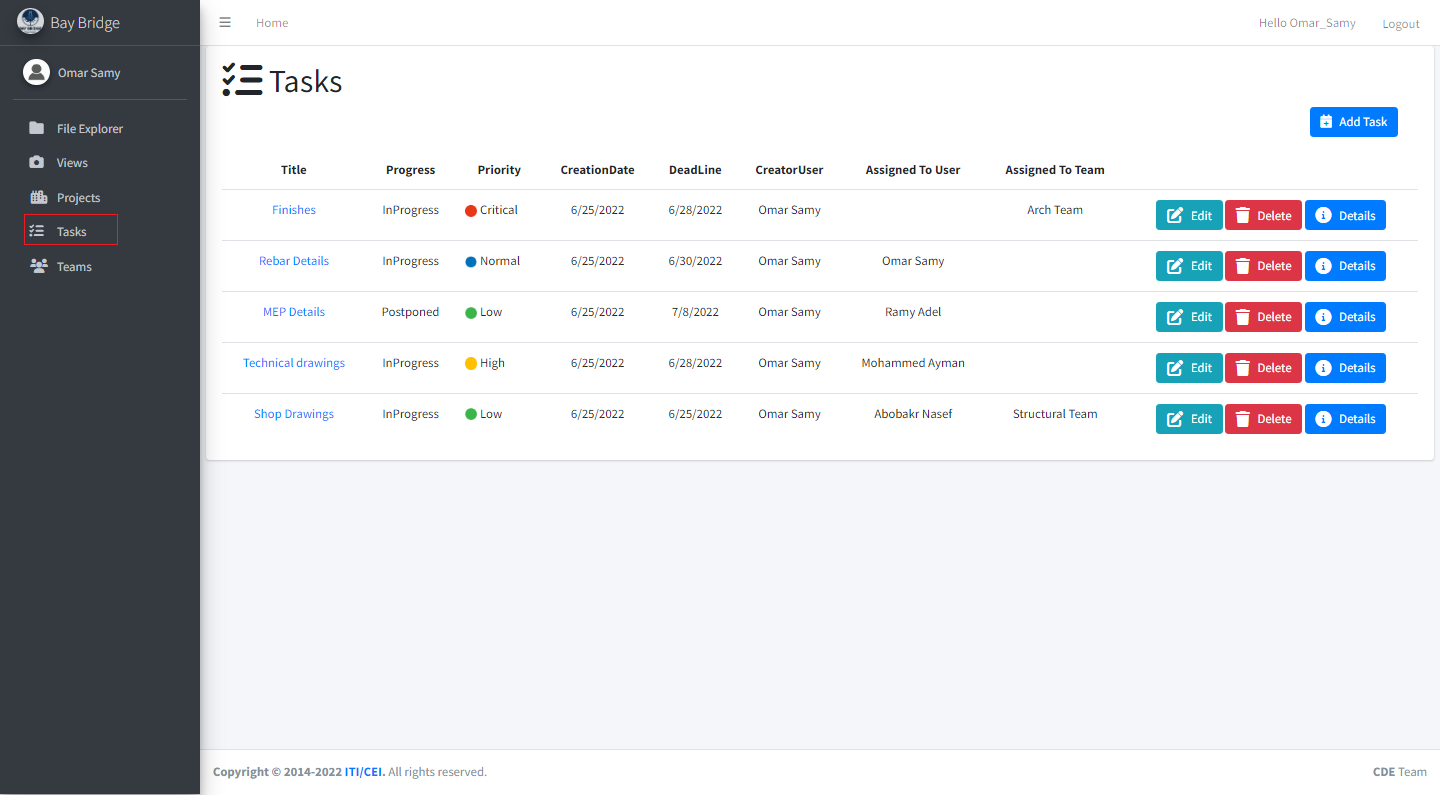 Bay Bridge
Home
Hello Omar_Samy
Logout
Omar Samy
File Explorer
Views
Projects
Tasks
Teams
Tasks
Add Task
Title Progress Priority CreationDate DeadLine CreatorUser Assigned To User Assigned To Team
Finishes InProgress Critical 6/25/2022 6/28/2022 Omar Samy Arch Team Edit Delete Details
Rebar Details InProgress Normal 6/25/2022 6/30/2022 Omar Samy Omar Samy Edit Delete Details
MEP Details Postponed Low 6/25/2022 7/8/2022 Omar Samy Ramy Adel Edit Delete Details
Technical drawings InProgress High 6/25/2022 6/28/2022 Omar Samy Mohammed Ayman Edit Delete Details
Shop Drawings InProgress Low 6/25/2022 6/25/2022 Omar Samy Abobakr Nasef Structural Team Edit Delete Details
Copyright © 2014-2022 ITI/CEI. All rights reserved.
CDE Team